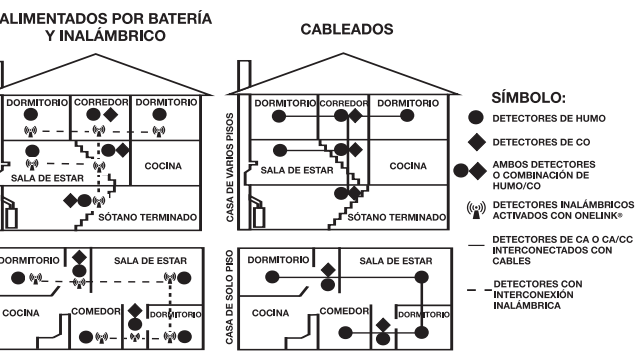 ALIMENTADOS POR BATERÍA
Y INALÁMBRICO
CABLEADOS
DORMITORIO CORREDOR DORMITORIO
SALA DE ESTAR
COCINA
SÓTANO TERMINADO
DORMITORIO
SALA DE ESTAR
COCINA
COMEDOR
DORMITORIO
CASA DE VARIOS PISOS
DORMITORIO CORREDOR DORMITORIO
SALA DE ESTAR
COCINA
SÓTANO TERMINADO
CASA DE SOLO PISO
DORMITORIO
SALA DE ESTAR
COCINA
COMEDOR
DORMITORIO
SÍMBOLO:
DETECTORES DE HUMO
DETECTORES DE CO
AMBOS DETECTORES
O COMBINACIÓN DE
HUMO/CO
DETECTORES INALÁMBRICOS
ACTIVADOS CON ONELINK®
DETECTORES DE CA O CA/CC
INTERCONECTADOS CON
CABLES
DETECTORES CON
INTERCONEXIÓN
INALÁMBRICA